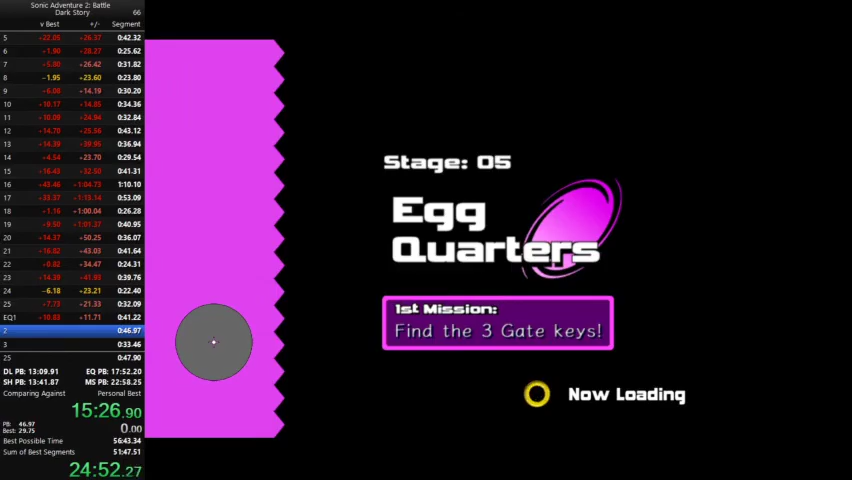 Sonic Adventure 2: Battle
Dark Story 66
v Best +/- Segment
5 +22.05 +26.37 0:42.32
6 +1.90 +28.27 0:25.62
7 +5.80 +26.42 0:31.82
8 −1.95 +23.60 0:23.80
9 +6.08 +14.19 0:30.20
10 +10.17 +14.85 0:34.36
11 +10.09 +24.94 0:32.84
12 +14.70 +25.56 0:43.12
13 +14.39 +39.95 0:36.94
14 +4.54 +23.70 0:29.54
15 +16.43 +32.50 0:41.31
16 +43.46 +1:04.73 1:10.10
17 +23.37 +1:13.14 0:53.09
18 +1.16 +1:00.04 0:26.28
19 +9.50 +1:01.37 0:40.95
20 +14.37 +50.25 0:36.07
21 +16.82 +43.03 0:41.64
22 +0.82 +34.47 0:24.31
23 +14.39 +41.93 0:39.76
24 −6.18 +23.21 0:22.40
25 +7.73 +21.33 0:32.09
EQ1 +10.83 +11.71 0:41.22
2 0:46.97
3 0:33.46
25 0:47.90
DL PB: 13:09.91 EQ PB: 17:52.20
SH PB: 13:41.87 MS PB: 22:58.25
Comparing Against Personal Best
15:26.90
PB: 46.97
Best: 29.75
0.00
Best Possible Time 56:43.34
Sum of Best Segments 51:47.51
24:52.27
Stage: 05
Egg
Quarters
1st Mission:
Find the 3 Gate keys!
Now Loading